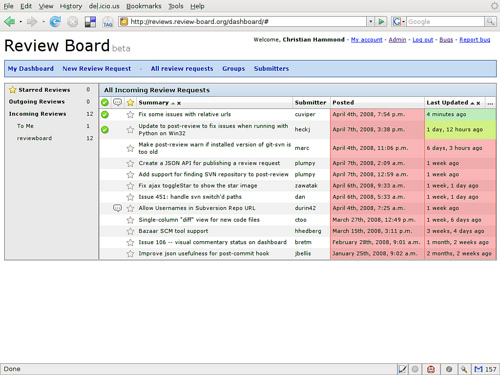 File Edit View History del.icio.us Bookmarks Tools Help
TAG http://reviews.review-board.org/dashboard/# Google
Review Board beta
Welcome, Christian Hammond - My account - Admin - Log out - Bugs - Report bug
My Dashboard New Review Request - All review requests Groups Submitters
Starred Reviews 0
Outgoing Reviews 0
Incoming Reviews 12
To Me 1
reviewboard 12
All Incoming Review Requests
Summary Submitter Posted Last Updated ...
Fix some issues with relative urls cuviper April 4th, 2008, 7:54 p.m. 4 minutes ago
Update to post-review to fix issues when running with Python on Win32 heckj April 7th, 2008, 3:38 p.m. 1 day, 12 hours ago
Make post-review warn if installed version of git-svn is too old marc April 4th, 2008, 11:06 p.m. 6 days, 3 hours ago
Create a JSON API for publishing a review request plumpy April 7th, 2008, 2:09 a.m. 1 week ago
Add support for finding SVN repository to post-review plumpy April 7th, 2008, 12:59 a.m. 1 week ago
Fix ajax toggleStar to show the star image zawatak April 6th, 2008, 9:33 a.m. 1 week, 1 day ago
Issue 451: handle svn switch'd paths dan April 6th, 2008, 5:33 a.m. 1 week, 1 day ago
Allow Usernames in Subversion Repo URL durin42 April 5th, 2008, 7:25 a.m. 1 week ago
Single-column "diff" view for new code files ctoo March 27th, 2008, 12:49 p.m. 1 week, 6 days ago
Bazaar SCM tool support hhedberg March 15th, 2008, 3:11 p.m. 3 weeks, 4 days ago
Issue 106 -- visual commentary status on dashboard bretm February 28th, 2008, 9:01 a.m. 1 month, 2 weeks ago
Improve json usefulness for post-commit hook jbellis January 25th, 2008, 9:02 a.m. 2 months, 2 weeks ago
Done 157